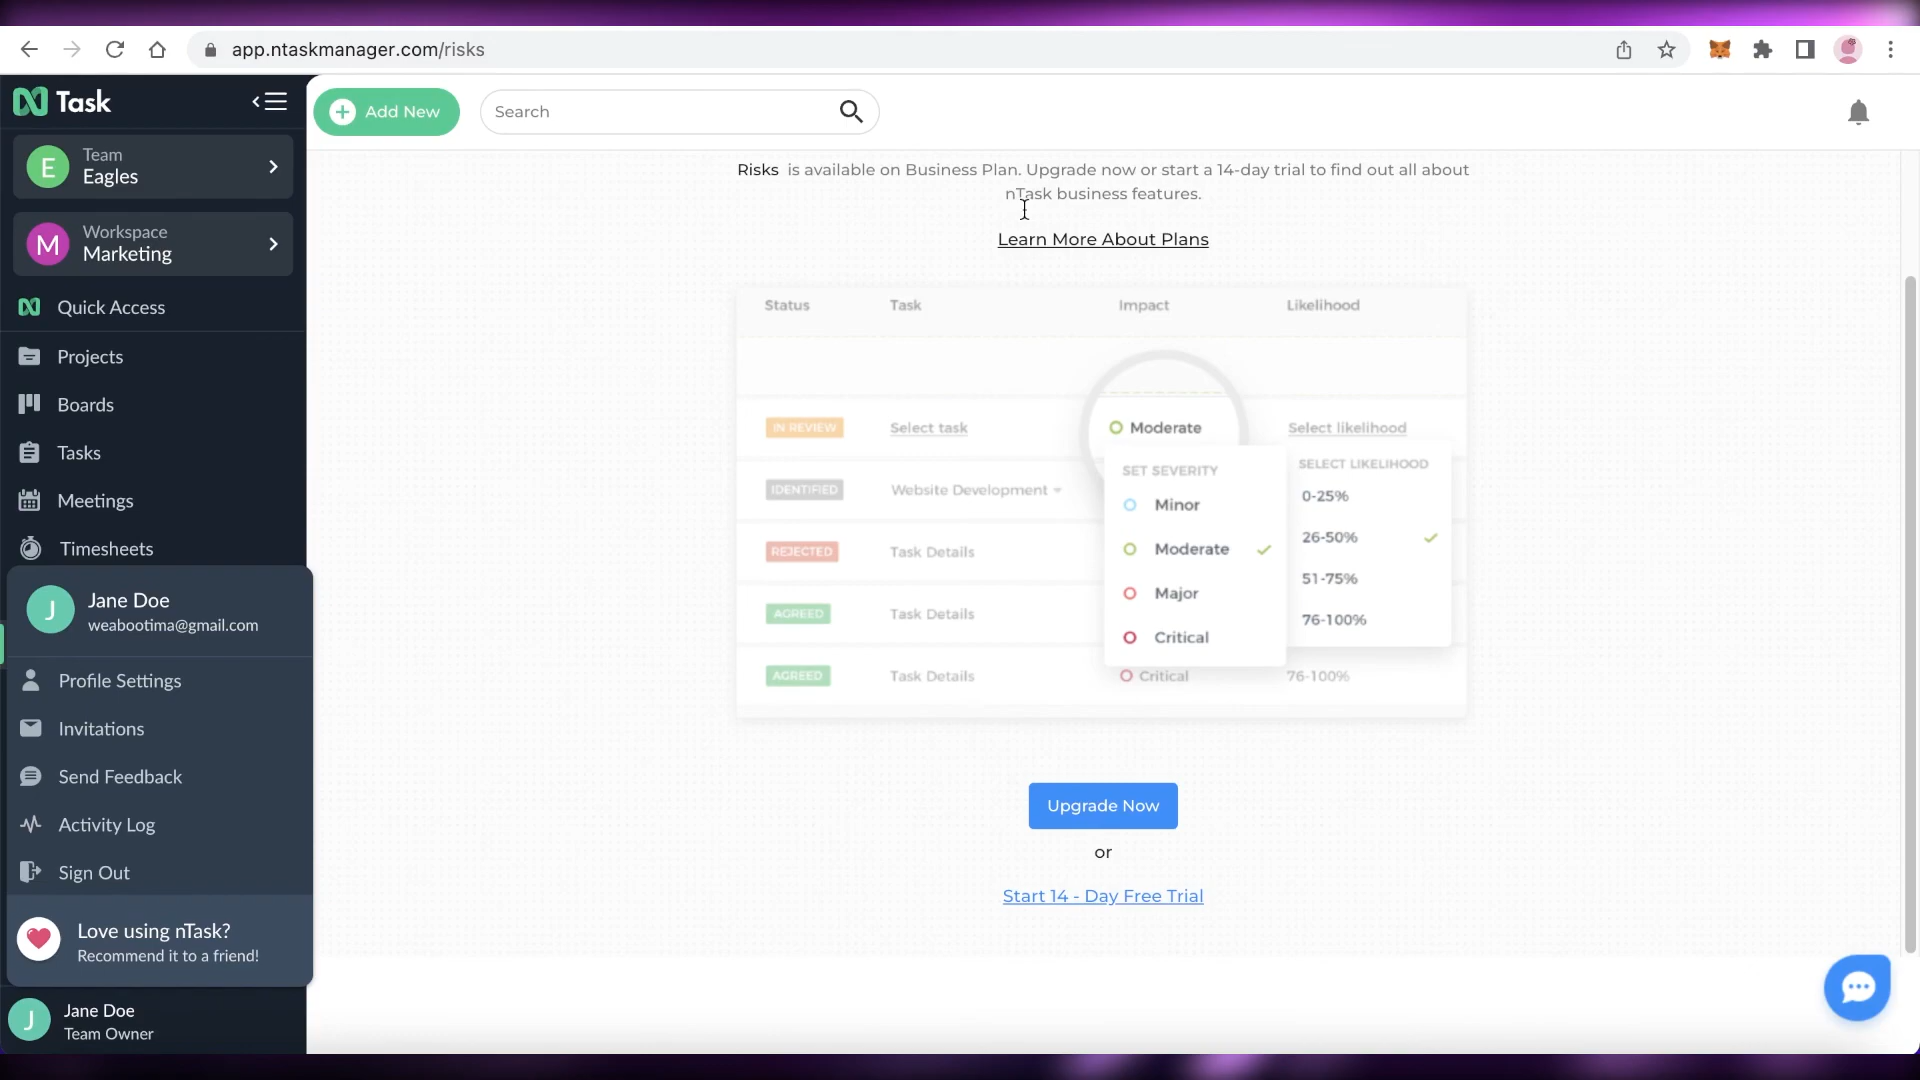 app.ntaskmanager.com/risks
Task
Add New
Search
Team
Eagles
Workspace
Marketing
Quick Access
Projects
Boards
Tasks
Meetings
Timesheets
Jane Doe
weabootima@gmail.com
Profile Settings
Invitations
Send Feedback
Activity Log
Sign Out
Love using nTask?
Recommend it to a friend!
Jane Doe
Team Owner
Risks is available on Business Plan. Upgrade now or start a 14-day trial to find out all about
nTask business features.
Learn More About Plans
Status Task Impact Likelihood
IN REVIEW Select task Moderate Select likelihood
IDENTIFIED Website Development
REJECTED Task Details
AGREED Task Details
AGREED Task Details Critical 76-100%
SET SEVERITY
Minor
Moderate
Major
Critical
SELECT LIKELIHOOD
0-25%
26-50%
51-75%
76-100%
Upgrade Now
or
Start 14 - Day Free Trial
E
M
J
J